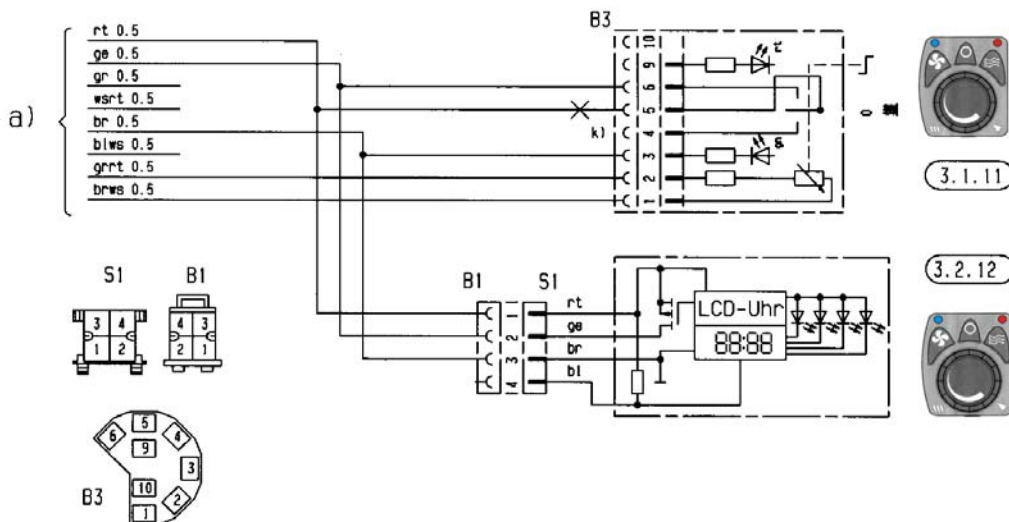 a)
rt 0.5
ge 0.5
gr 0.5
wsrt 0.5
br 0.5
blws 0.5
grrt 0.5
brws 0.5
B3
10
9
6
5
k) 4
3
2
1
rt
gn
0
3.1.11
3.2.12
S1 B1
3 4
1 2
4 3
2 1
B1 S1
1 rt
2 ge
3 br
4 bl
LCD-Uhr
88:88
5
6 4
9
3
10
2
1
B3